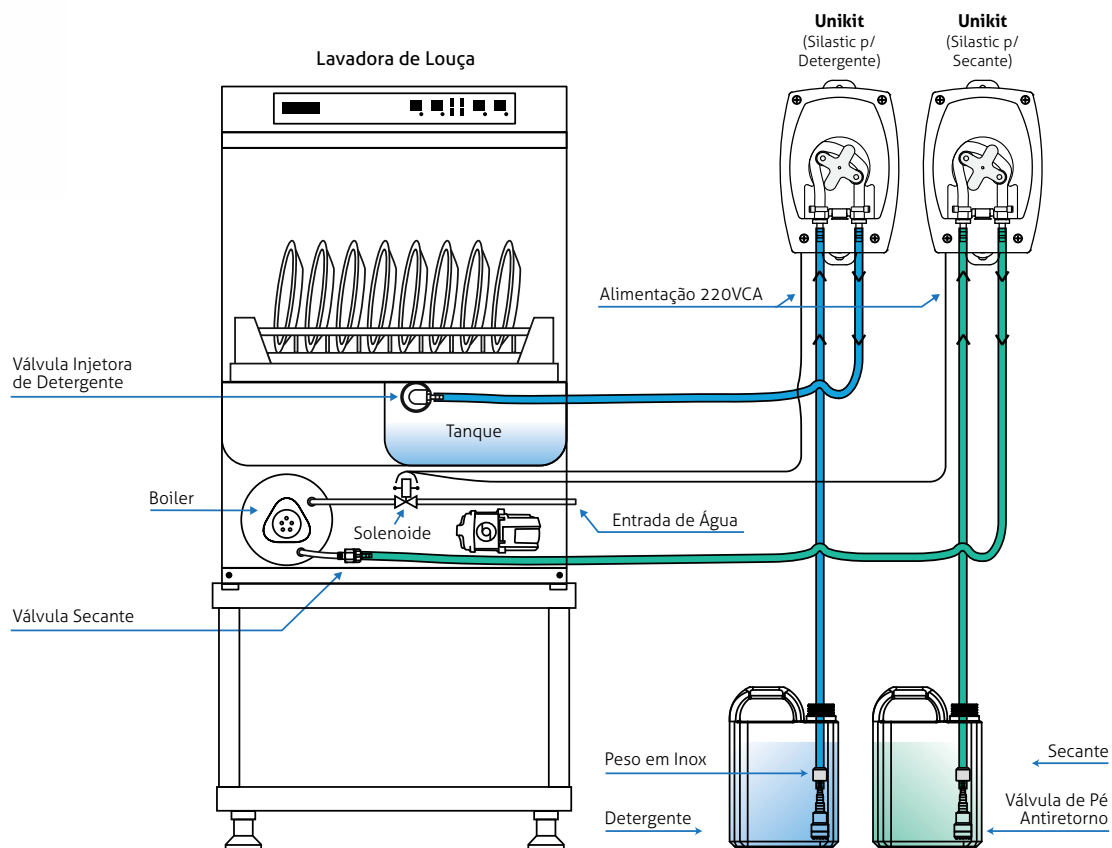 Unikit
(Silastic p/
Detergente)
Unikit
(Silastic p/
Secante)
Lavadora de Louça
Alimentação 220VCA
Válvula Injetora
de Detergente
Tanque
Boiler
Solenoide
Entrada de Água
Válvula Secante
Peso em Inox
Secante
Detergente
Válvula de Pé
Antiretorno